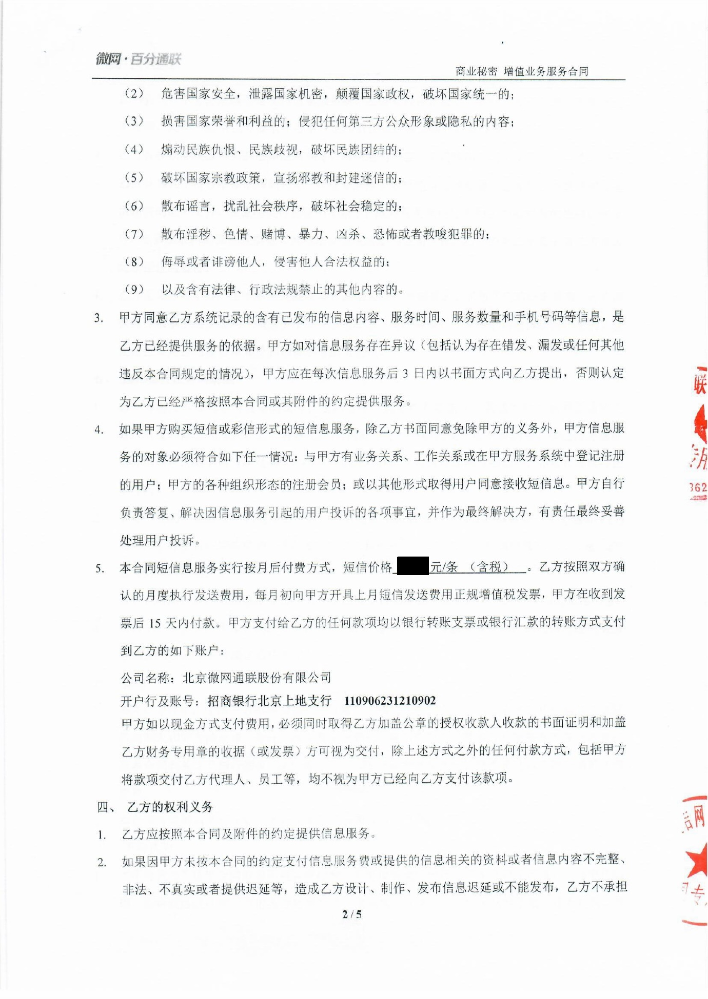 微网·百分通联
商业秘密 增值业务服务合同
（2） 危害国家安全，泄露国家机密，颠覆国家政权，破坏国家统一的；
（3） 损害国家荣誉和利益的；侵犯任何第三方公众形象或隐私的内容；
（4） 煽动民族仇恨、民族歧视，破坏民族团结的；
（5） 破坏国家宗教政策，宣扬邪教和封建迷信的；
（6） 散布谣言，扰乱社会秩序，破坏社会稳定的；
（7） 散布淫秽、色情、赌博、暴力、凶杀、恐怖或者教唆犯罪的；
（8） 侮辱或者诽谤他人，侵害他人合法权益的；
（9） 以及含有法律、行政法规禁止的其他内容的。
3. 甲方同意乙方系统记录的含有已发布的信息内容、服务时间、服务数量和手机号码等信息，是
乙方已经提供服务的依据。甲方如对信息服务存在异议（包括认为存在错发、漏发或任何其他
违反本合同规定的情况），甲方应在每次信息服务后 3 日内以书面方式向乙方提出，否则认定
为乙方已经严格按照本合同或其附件的约定提供服务。
4. 如果甲方购买短信或彩信形式的短信息服务，除乙方书面同意免除甲方的义务外，甲方信息服
务的对象必须符合如下任一情况：与甲方有业务关系、工作关系或在甲方服务系统中登记注册
的用户；甲方的各种组织形态的注册会员；或以其他形式取得用户同意接收短信息。甲方自行
负责答复、解决因信息服务引起的用户投诉的各项事宜，并作为最终解决方，有责任最终妥善
处理用户投诉。
5. 本合同短信息服务实行按月后付费方式，短信价格 元/条 （含税） 。乙方按照双方确
认的月度执行发送费用，每月初向甲方开具上月短信发送费用正规增值税发票，甲方在收到发
票后 15 天内付款。甲方支付给乙方的任何款项均以银行转账支票或银行汇款的转账方式支付
到乙方的如下账户：
公司名称：北京微网通联股份有限公司
开户行及账号：招商银行北京上地支行 110906231210902
甲方如以现金方式支付费用，必须同时取得乙方加盖公章的授权收款人收款的书面证明和加盖
乙方财务专用章的收据（或发票）方可视为交付，除上述方式之外的任何付款方式，包括甲方
将款项交付乙方代理人、员工等，均不视为甲方已经向乙方支付该款项。
四、 乙方的权利义务
1. 乙方应按照本合同及附件的约定提供信息服务。
2. 如果因甲方未按本合同的约定支付信息服务费或提供的信息相关的资料或者信息内容不完整、
非法、不真实或者提供迟延等，造成乙方设计、制作、发布信息迟延或不能发布，乙方不承担
2 / 5
联
362
网
专